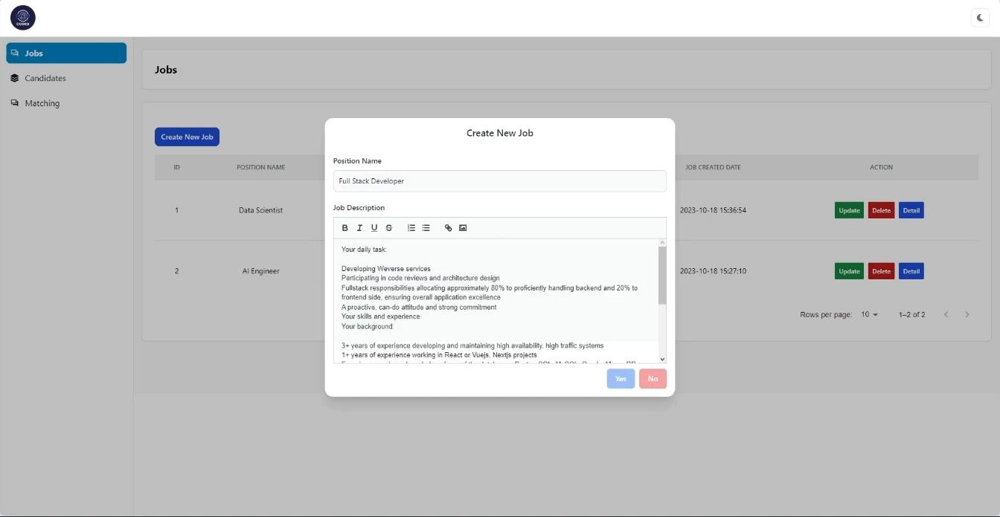 CODEX
Jobs
Candidates
Matching
Jobs
Create New Job
ID POSITION NAME JOB CREATED DATE ACTION
1 Data Scientist 2023-10-18 15:36:54 Update Delete Detail
2 AI Engineer 2023-10-18 15:27:10 Update Delete Detail
Rows per page: 10 1–2 of 2
Create New Job
Position Name
Full Stack Developer
Job Description
B I U S
Your daily task:
Developing Weverse services
Participating in code reviews and architecture design
Fullstack responsibilities allocating approximately 80% to proficiently handling backend and 20% to
frontend side, ensuring overall application excellence
A proactive, can-do attitude and strong commitment
Your skills and experience
Your background:
3+ years of experience developing and maintaining high availability, high traffic systems
1+ years of experience working in React or Vuejs, Nextjs projects
Yes No